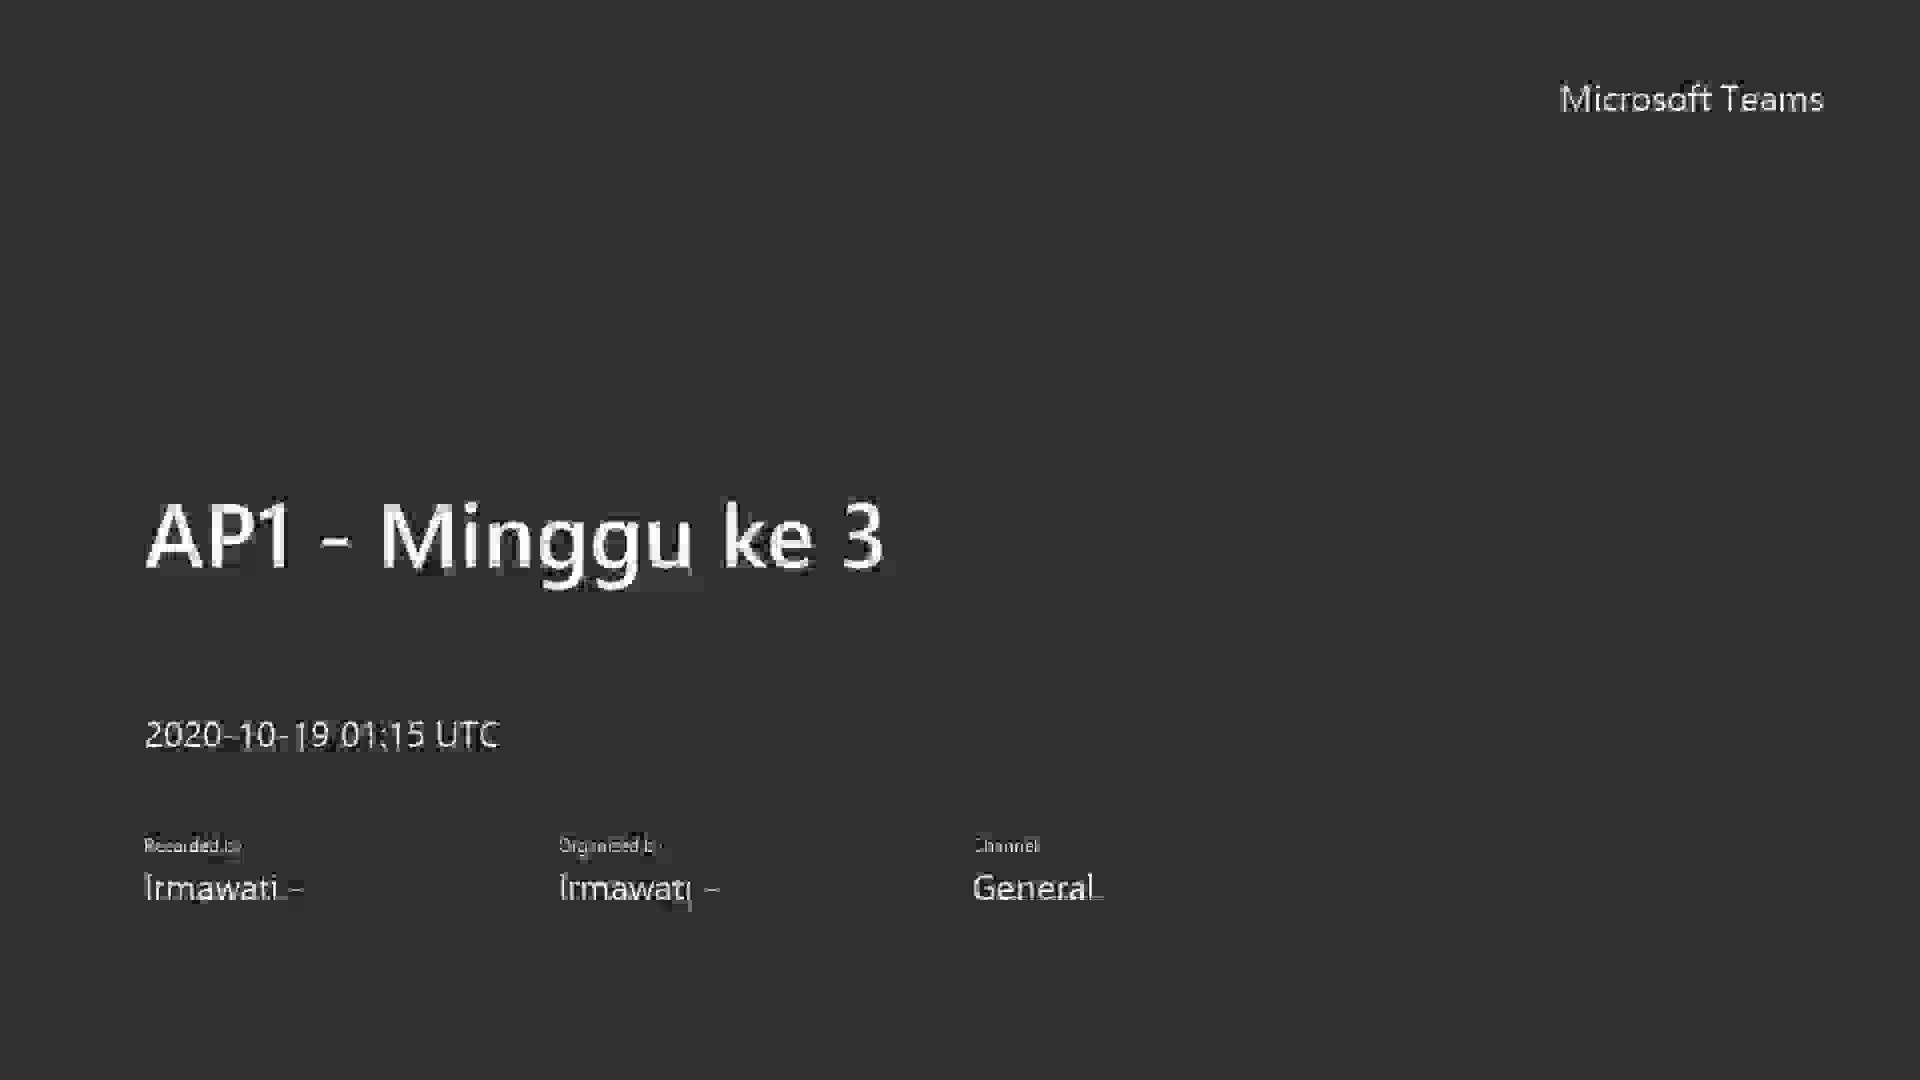 Microsoft Teams
AP1 - Minggu ke 3
2020-10-19 01:15 UTC
Recorded by
Organized by
Channel
Irmawati -
Irmawati -
General